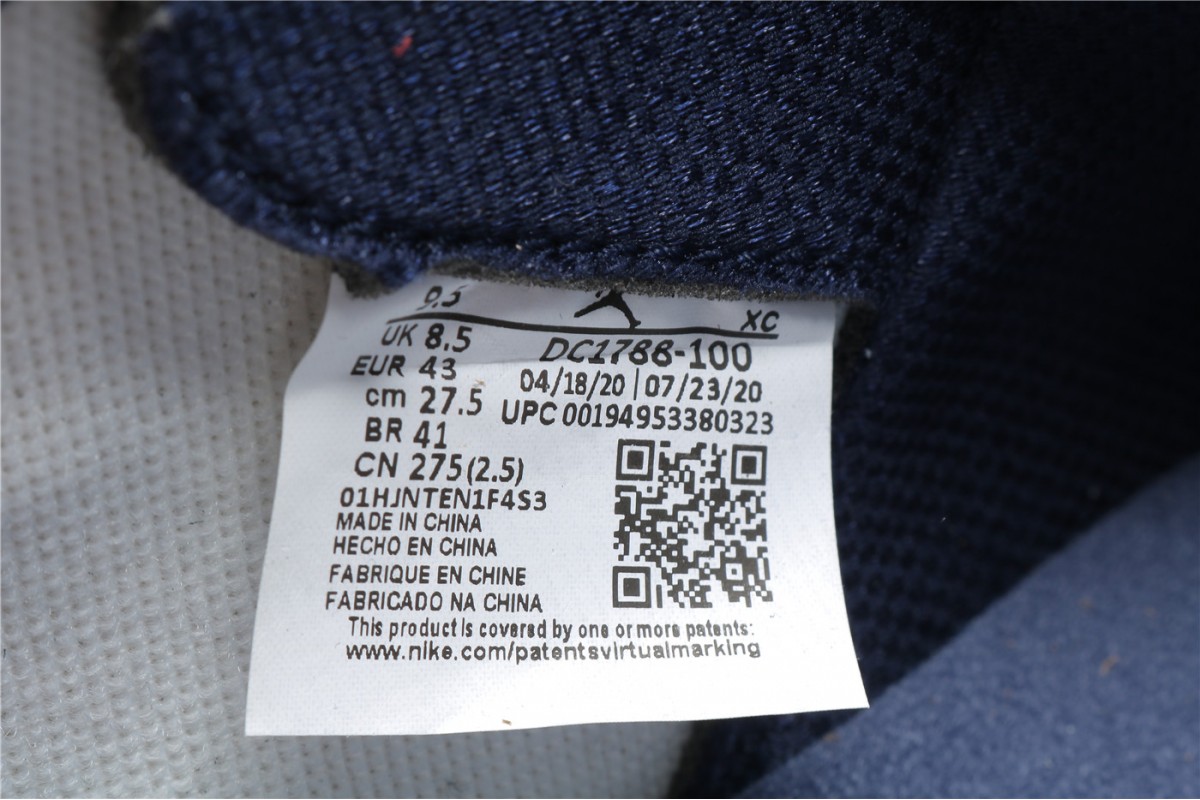 9.5
XC
UK 8.5
EUR 43
cm 27.5
BR 41
CN 275(2.5)
01HJNTEN1F4S3
DC1788-100
04/18/20 | 07/23/20
UPC 00194953380323
MADE IN CHINA
HECHO EN CHINA
FABRIQUE EN CHINE
FABRICADO NA CHINA
This product is covered by one or more patents:
www.nike.com/patentsvirtualmarking